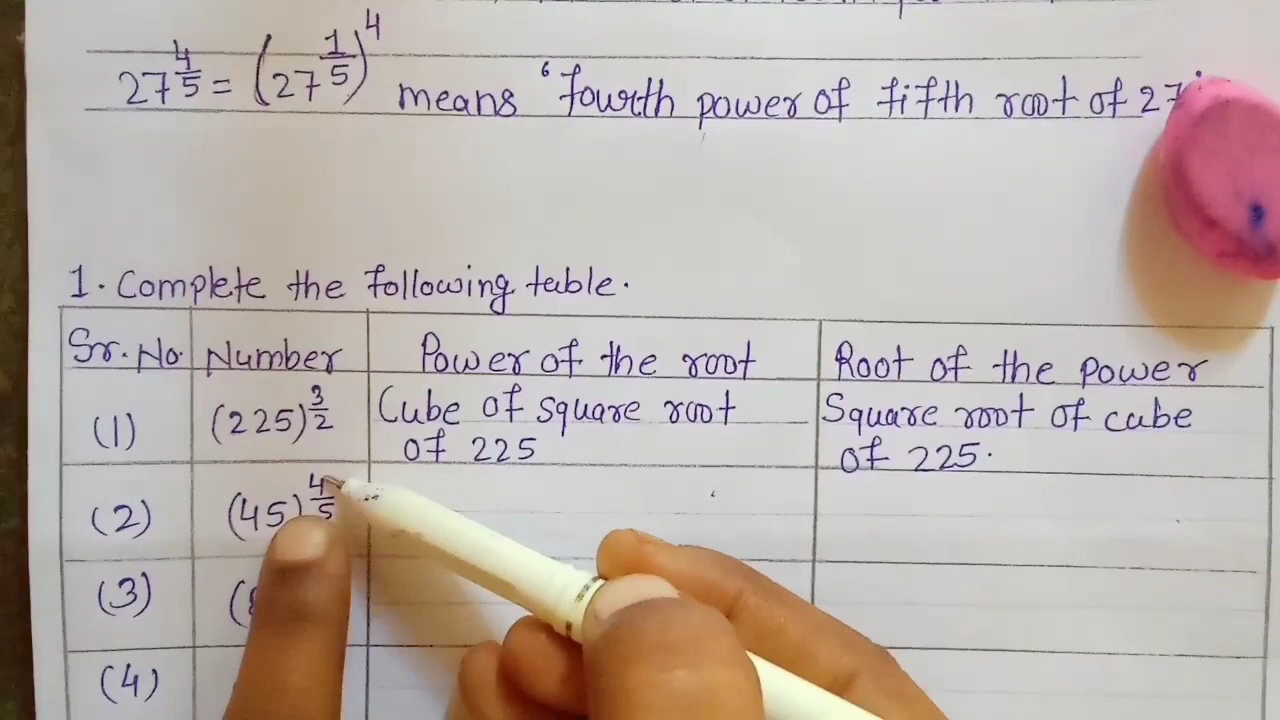 27^(4/5) = (27^(1/5))^4 means 'fourth power of fifth root of 27'
1. Complete the following table.
Sr. No. Number Power of the root Root of the power
(1) (225)^(3/2) Cube of square root of 225 Square root of cube of 225.
(2) (45)^(4/5)
(3)
(4)